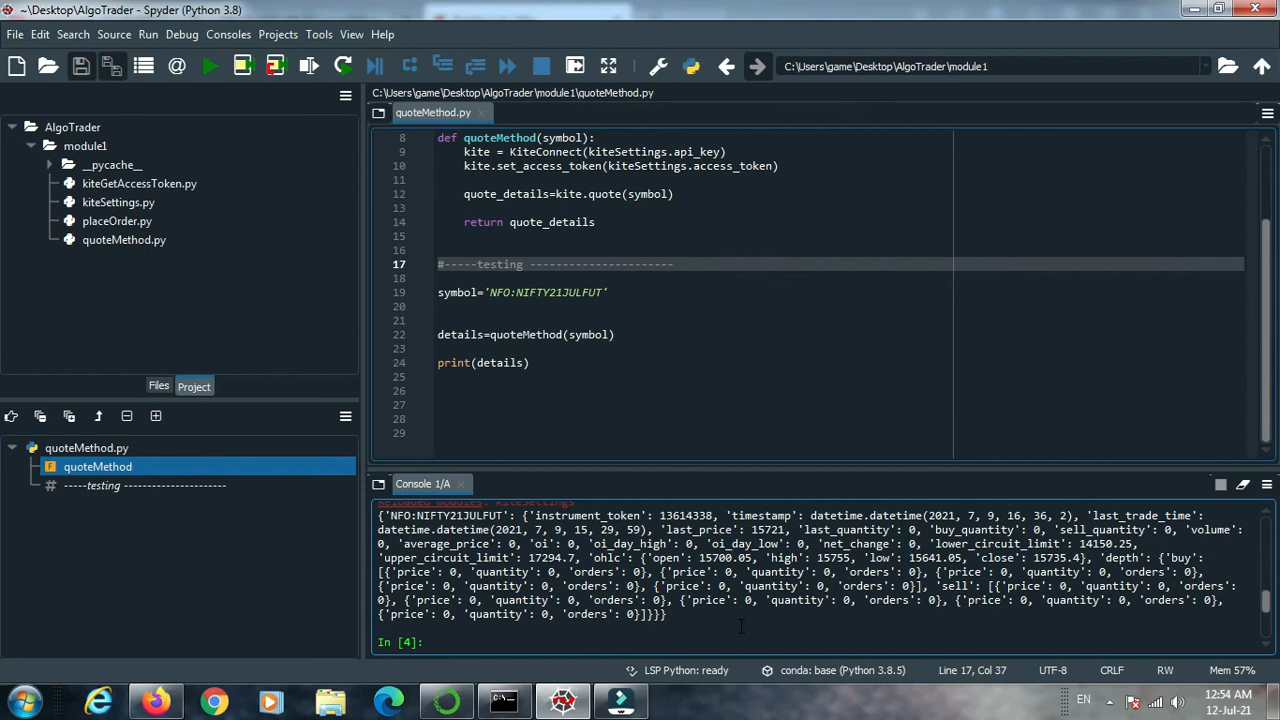 ~\Desktop\AlgoTrader - Spyder (Python 3.8)
File Edit Search Source Run Debug Consoles Projects Tools View Help
C:\Users\game\Desktop\AlgoTrader\module1
C:\Users\game\Desktop\AlgoTrader\module1\quoteMethod.py
quoteMethod.py
AlgoTrader
module1
__pycache__
kiteGetAccessToken.py
kiteSettings.py
placeOrder.py
quoteMethod.py
Files Project
quoteMethod.py
quoteMethod
-----testing ----------------------
8 def quoteMethod(symbol):
9 kite = KiteConnect(kiteSettings.api_key)
10 kite.set_access_token(kiteSettings.access_token)
11
12 quote_details=kite.quote(symbol)
13
14 return quote_details
15
16
17 #-----testing ----------------------
18
19 symbol='NFO:NIFTY21JULFUT'
20
21
22 details=quoteMethod(symbol)
23
24 print(details)
25
26
27
28
29
Console 1/A
Reloaded modules: kiteSettings
{'NFO:NIFTY21JULFUT': {'instrument_token': 13614338, 'timestamp': datetime.datetime(2021, 7, 9, 16, 36, 2), 'last_trade_time':
datetime.datetime(2021, 7, 9, 15, 29, 59), 'last_price': 15721, 'last_quantity': 0, 'buy_quantity': 0, 'sell_quantity': 0, 'volume':
0, 'average_price': 0, 'oi': 0, 'oi_day_high': 0, 'oi_day_low': 0, 'net_change': 0, 'lower_circuit_limit': 14150.25,
'upper_circuit_limit': 17294.7, 'ohlc': {'open': 15700.05, 'high': 15755, 'low': 15641.05, 'close': 15735.4}, 'depth': {'buy':
[{'price': 0, 'quantity': 0, 'orders': 0}, {'price': 0, 'quantity': 0, 'orders': 0}, {'price': 0, 'quantity': 0, 'orders': 0},
{'price': 0, 'quantity': 0, 'orders': 0}, {'price': 0, 'quantity': 0, 'orders': 0}], 'sell': [{'price': 0, 'quantity': 0, 'orders':
0}, {'price': 0, 'quantity': 0, 'orders': 0}, {'price': 0, 'quantity': 0, 'orders': 0}, {'price': 0, 'quantity': 0, 'orders': 0},
{'price': 0, 'quantity': 0, 'orders': 0}]}}}
In [4]:
LSP Python: ready conda: base (Python 3.8.5) Line 17, Col 37 UTF-8 CRLF RW Mem 57%
EN
12:54 AM
12-Jul-21